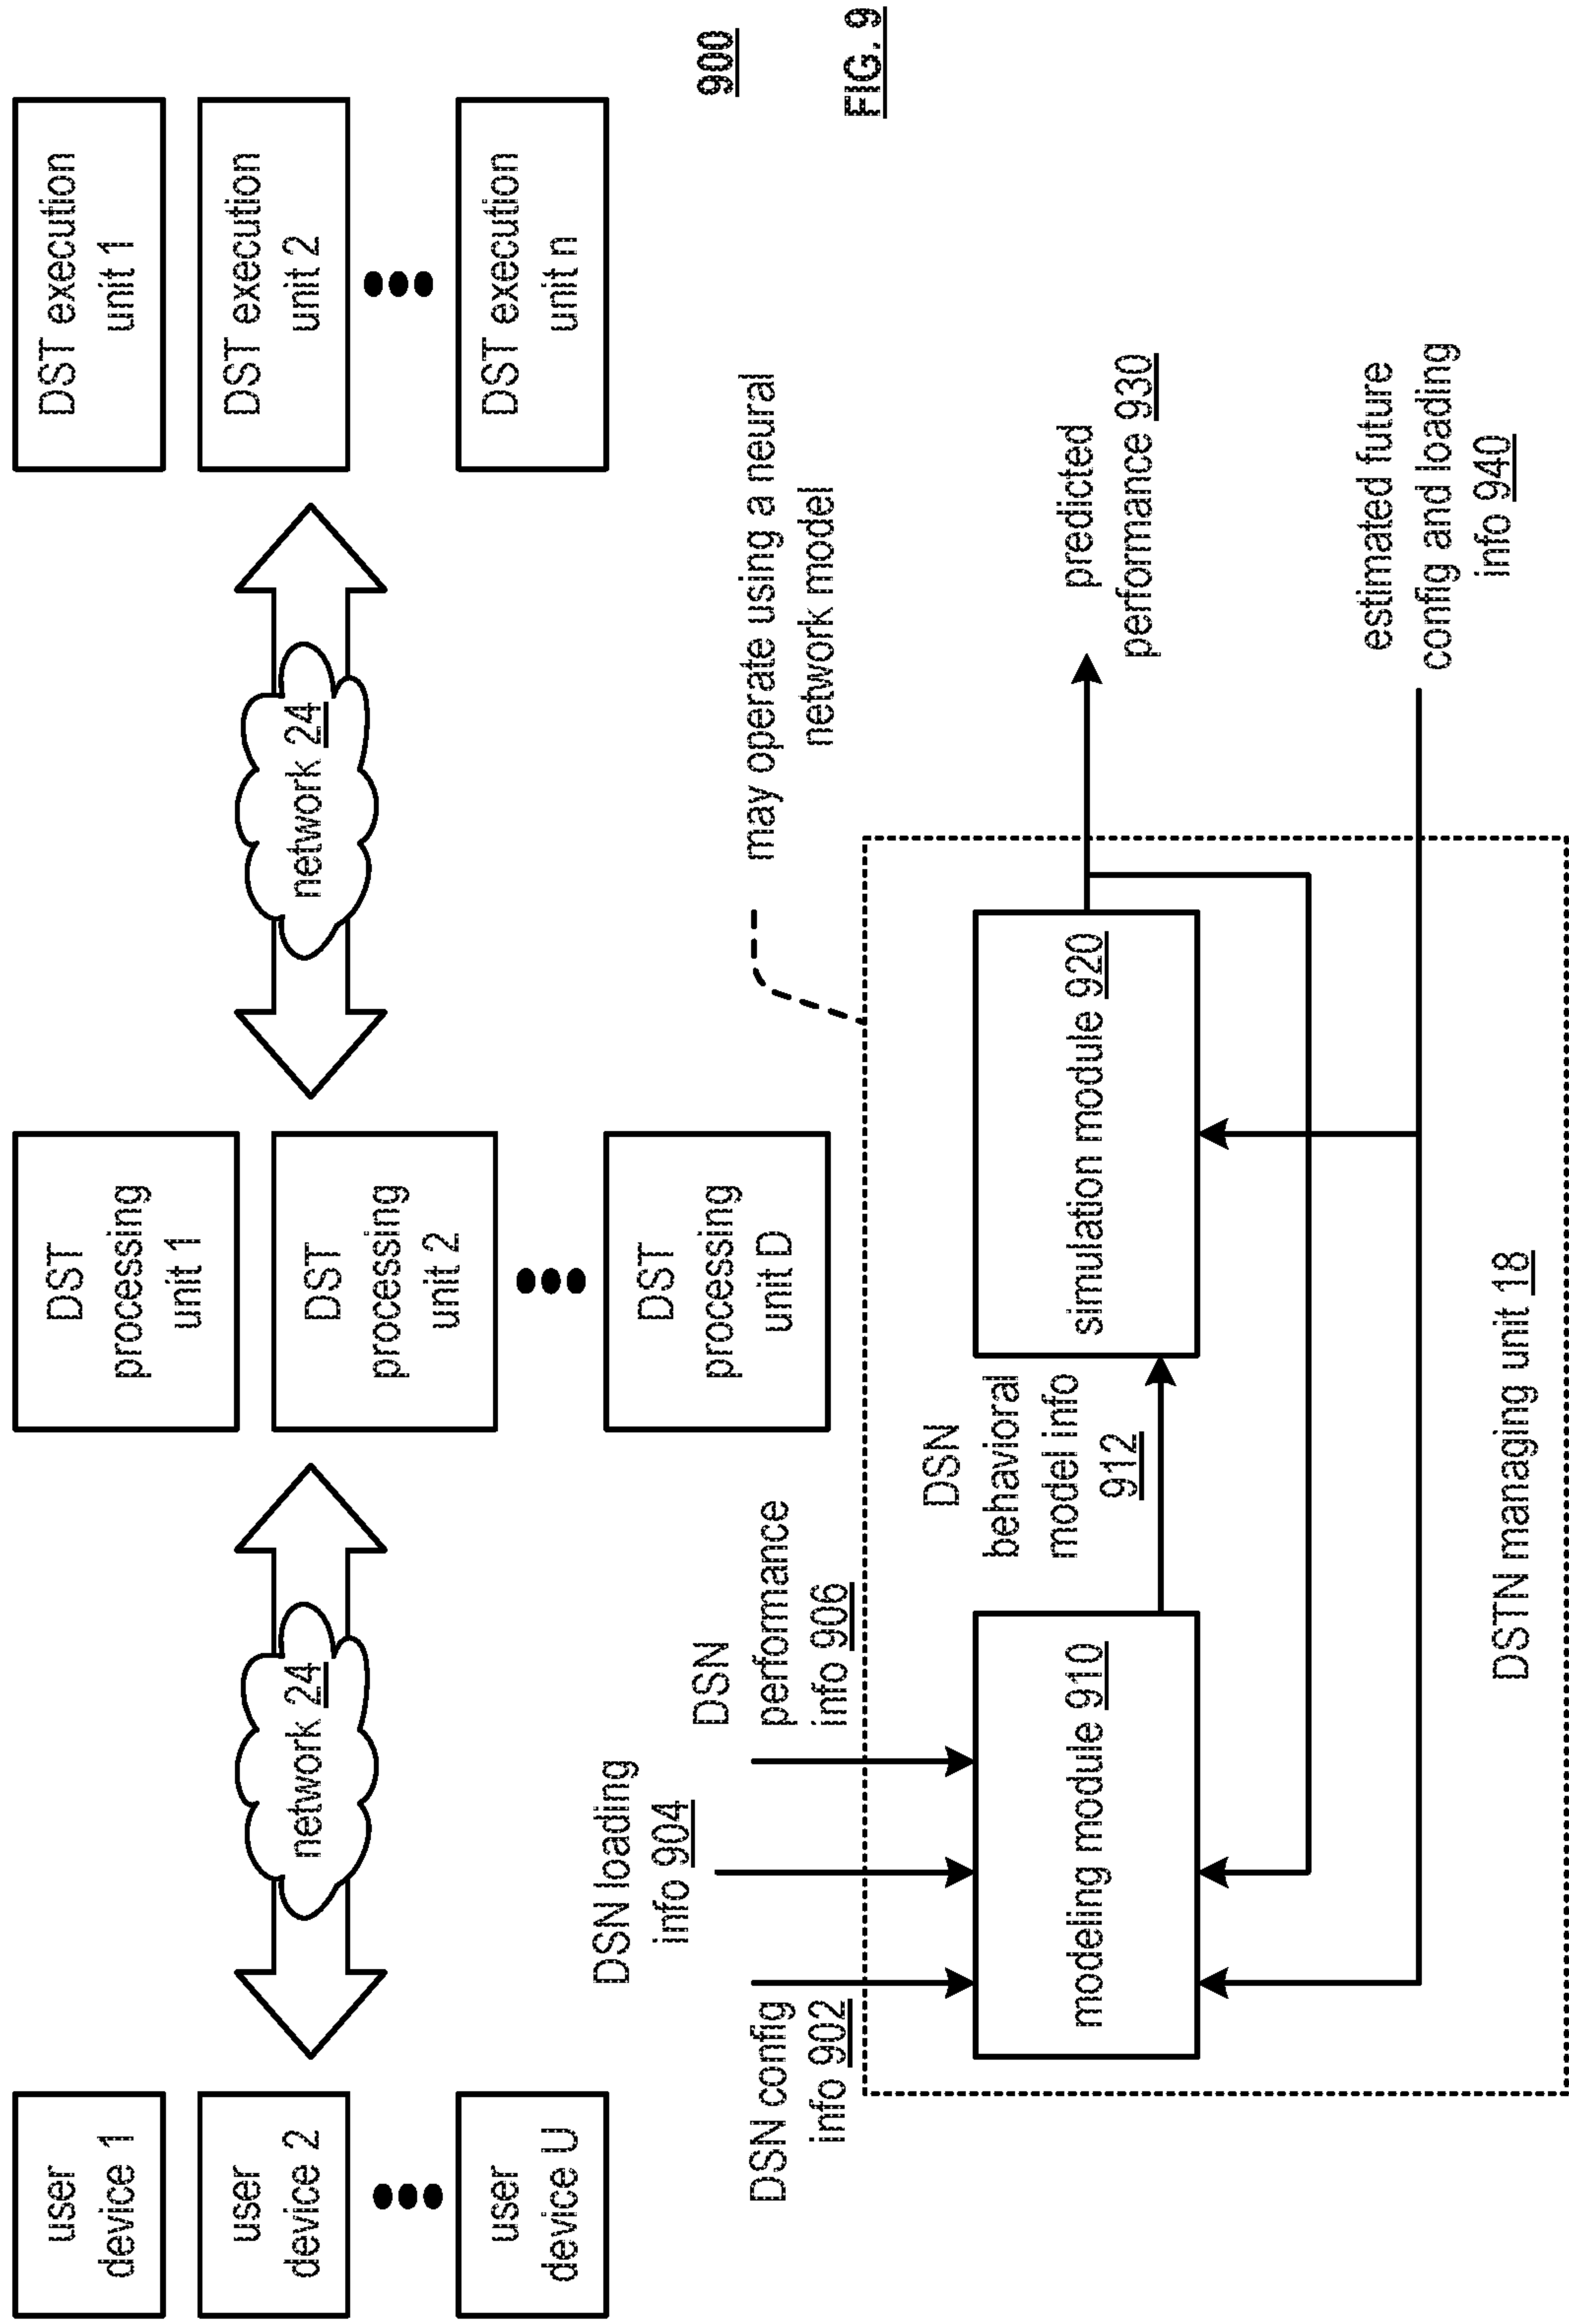 user
device 1
user
device 2
user
device U
network 24
DST
processing
unit 1
DST
processing
unit 2
DST
processing
unit D
network 24
DST execution
unit 1
DST execution
unit 2
DST execution
unit n
900
FIG. 9
DSN config
info 902
DSN loading
info 904
DSN
performance
info 906
may operate using a neural
network model
modeling module 910
DSN
behavioral
model info
912
simulation module 920
predicted
performance 930
estimated future
config and loading
info 940
DSTN managing unit 18